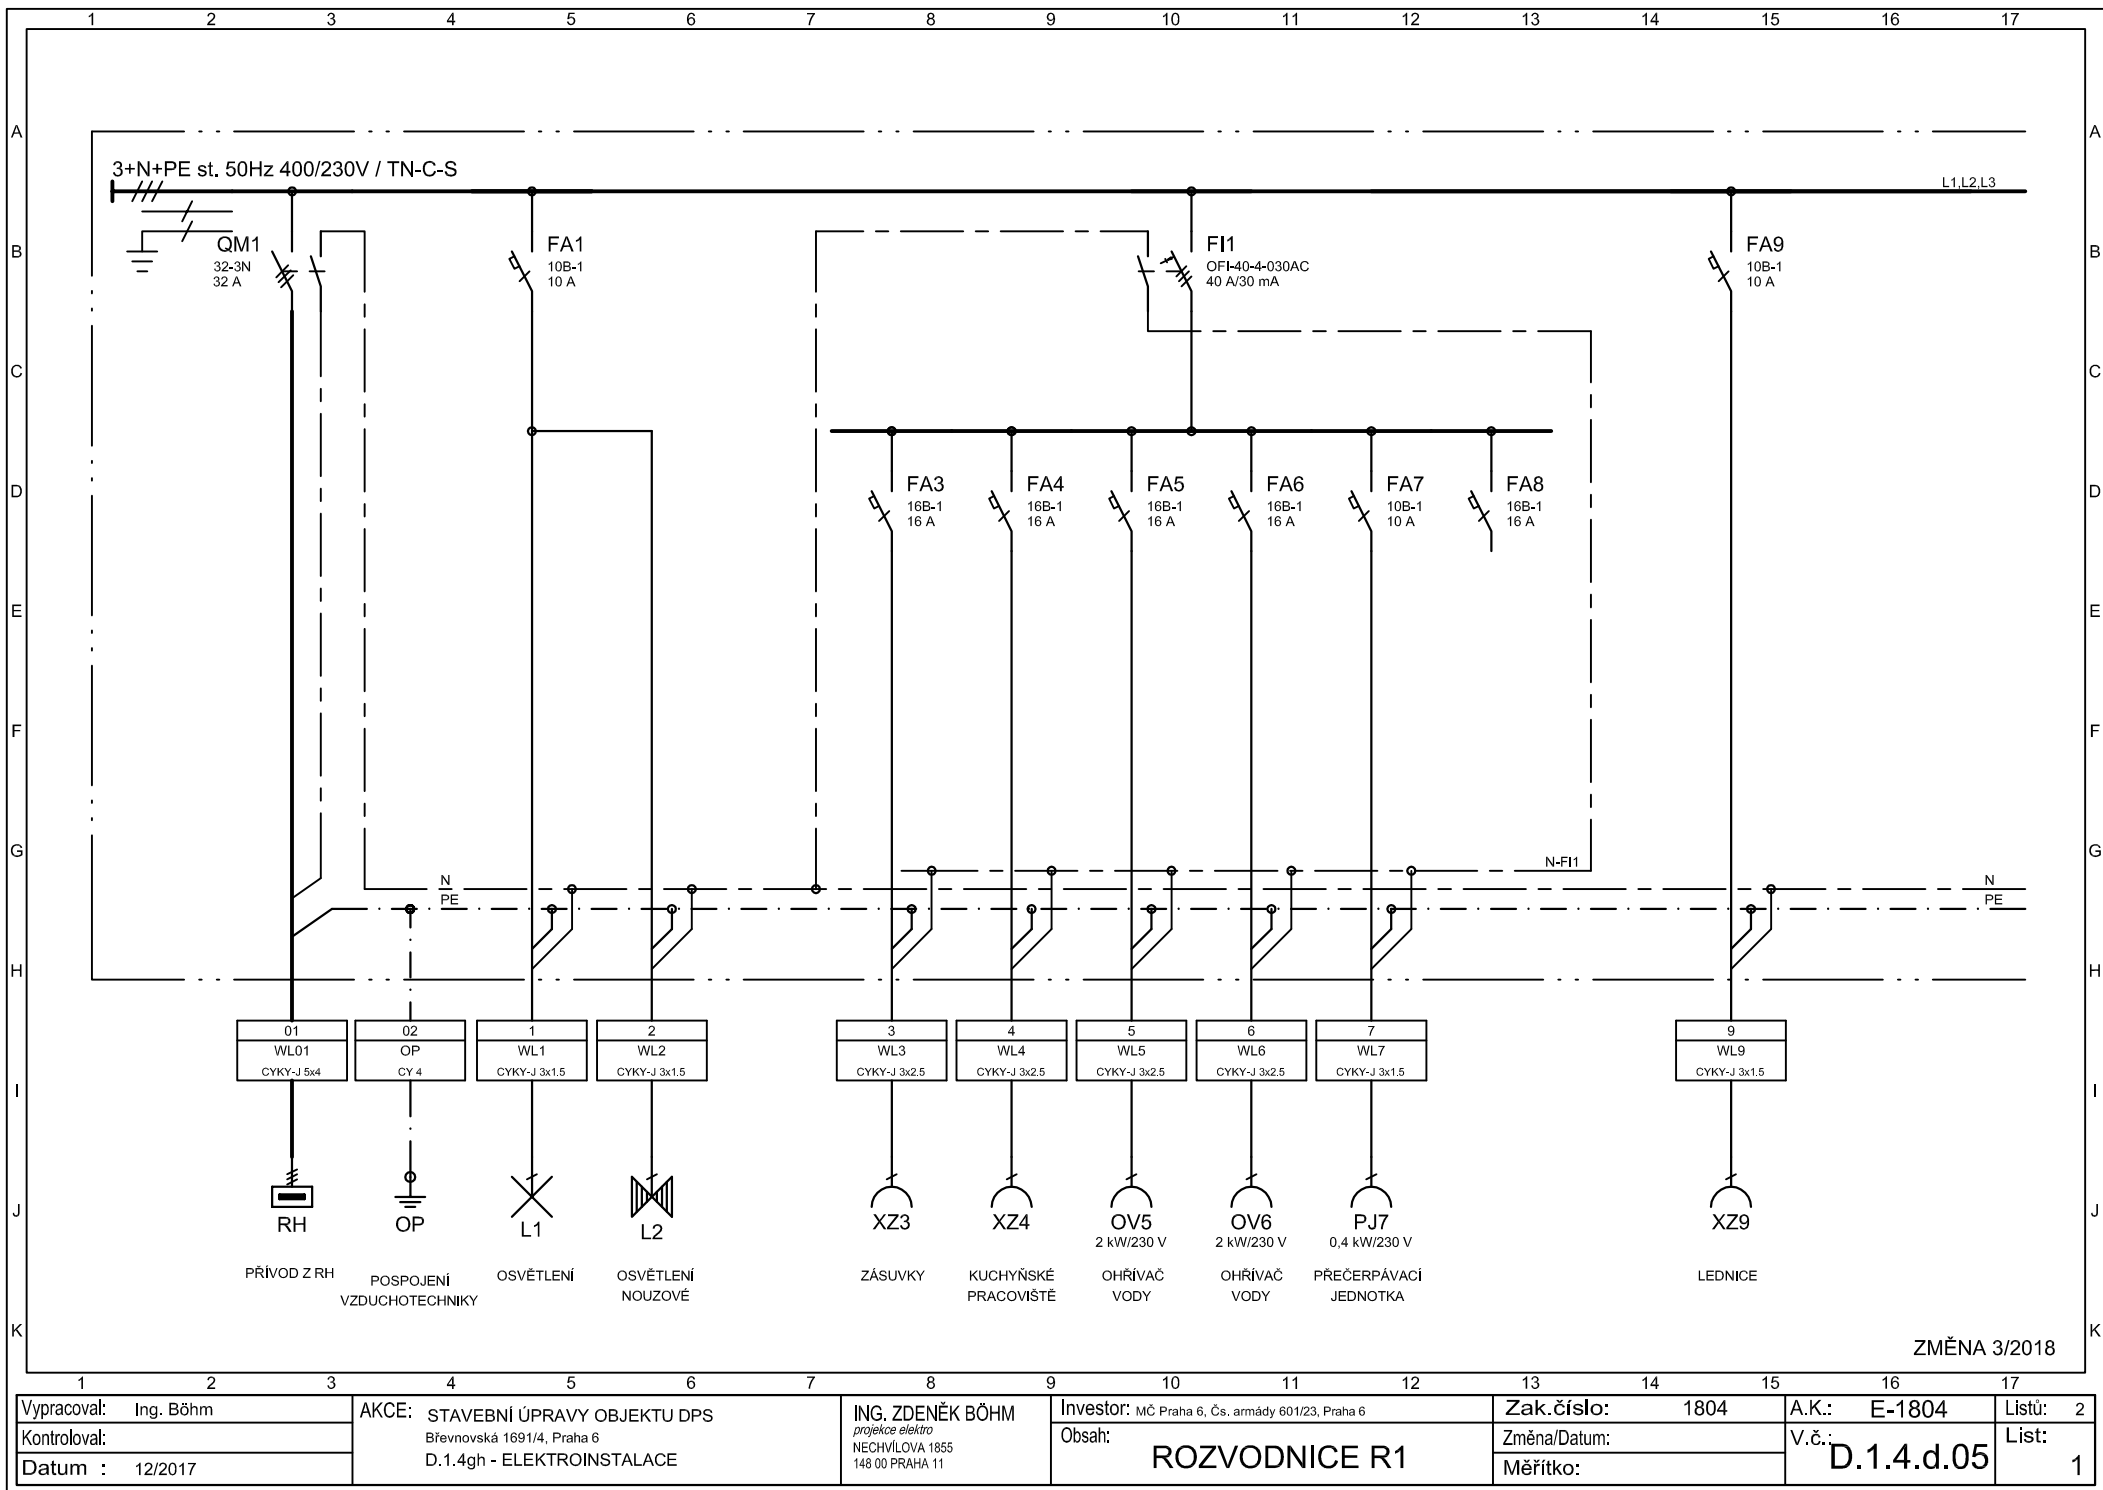 1 2 3 4 5 6 7 8 9 10 11 12 13 14 15 16 17
A A
3+N+PE st. 50Hz 400/230V / TN-C-S
L1,L2,L3
B B
QM1
32-3N
32 A
FA1
10B-1
10 A
FI1
OFI-40-4-030AC
40 A/30 mA
FA9
10B-1
10 A
C C
D D
FA3
16B-1
16 A
FA4
16B-1
16 A
FA5
16B-1
16 A
FA6
16B-1
16 A
FA7
10B-1
10 A
FA8
16B-1
16 A
E E
F F
G G
N-FI1
N N
PE PE
H H
01
WL01
CYKY-J 5x4
02
OP
CY 4
1
WL1
CYKY-J 3x1.5
2
WL2
CYKY-J 3x1.5
3
WL3
CYKY-J 3x2.5
4
WL4
CYKY-J 3x2.5
5
WL5
CYKY-J 3x2.5
6
WL6
CYKY-J 3x2.5
7
WL7
CYKY-J 3x1.5
9
WL9
CYKY-J 3x1.5
I I
J J
RH
PŘÍVOD Z RH
OP
POSPOJENÍ
VZDUCHOTECHNIKY
L1
OSVĚTLENÍ
L2
OSVĚTLENÍ
NOUZOVÉ
XZ3
ZÁSUVKY
XZ4
KUCHYŇSKÉ
PRACOVIŠTĚ
OV5
2 kW/230 V
OHŘÍVAČ
VODY
OV6
2 kW/230 V
OHŘÍVAČ
VODY
PJ7
0,4 kW/230 V
PŘEČERPÁVACÍ
JEDNOTKA
XZ9
LEDNICE
K K
ZMĚNA 3/2018
1 2 3 4 5 6 7 8 9 10 11 12 13 14 15 16 17
Vypracoval: Ing. Böhm
Kontroloval:
Datum : 12/2017
AKCE: STAVEBNÍ ÚPRAVY OBJEKTU DPS
Břevnovská 1691/4, Praha 6
D.1.4gh - ELEKTROINSTALACE
ING. ZDENĚK BÖHM
projekce elektro
NECHVÍLOVA 1855
148 00 PRAHA 11
Investor: MČ Praha 6, Čs. armády 601/23, Praha 6
Obsah:
ROZVODNICE R1
Zak.číslo: 1804
Změna/Datum:
Měřítko:
A.K.: E-1804
V.č.: D.1.4.d.05
Listů: 2
List: 1